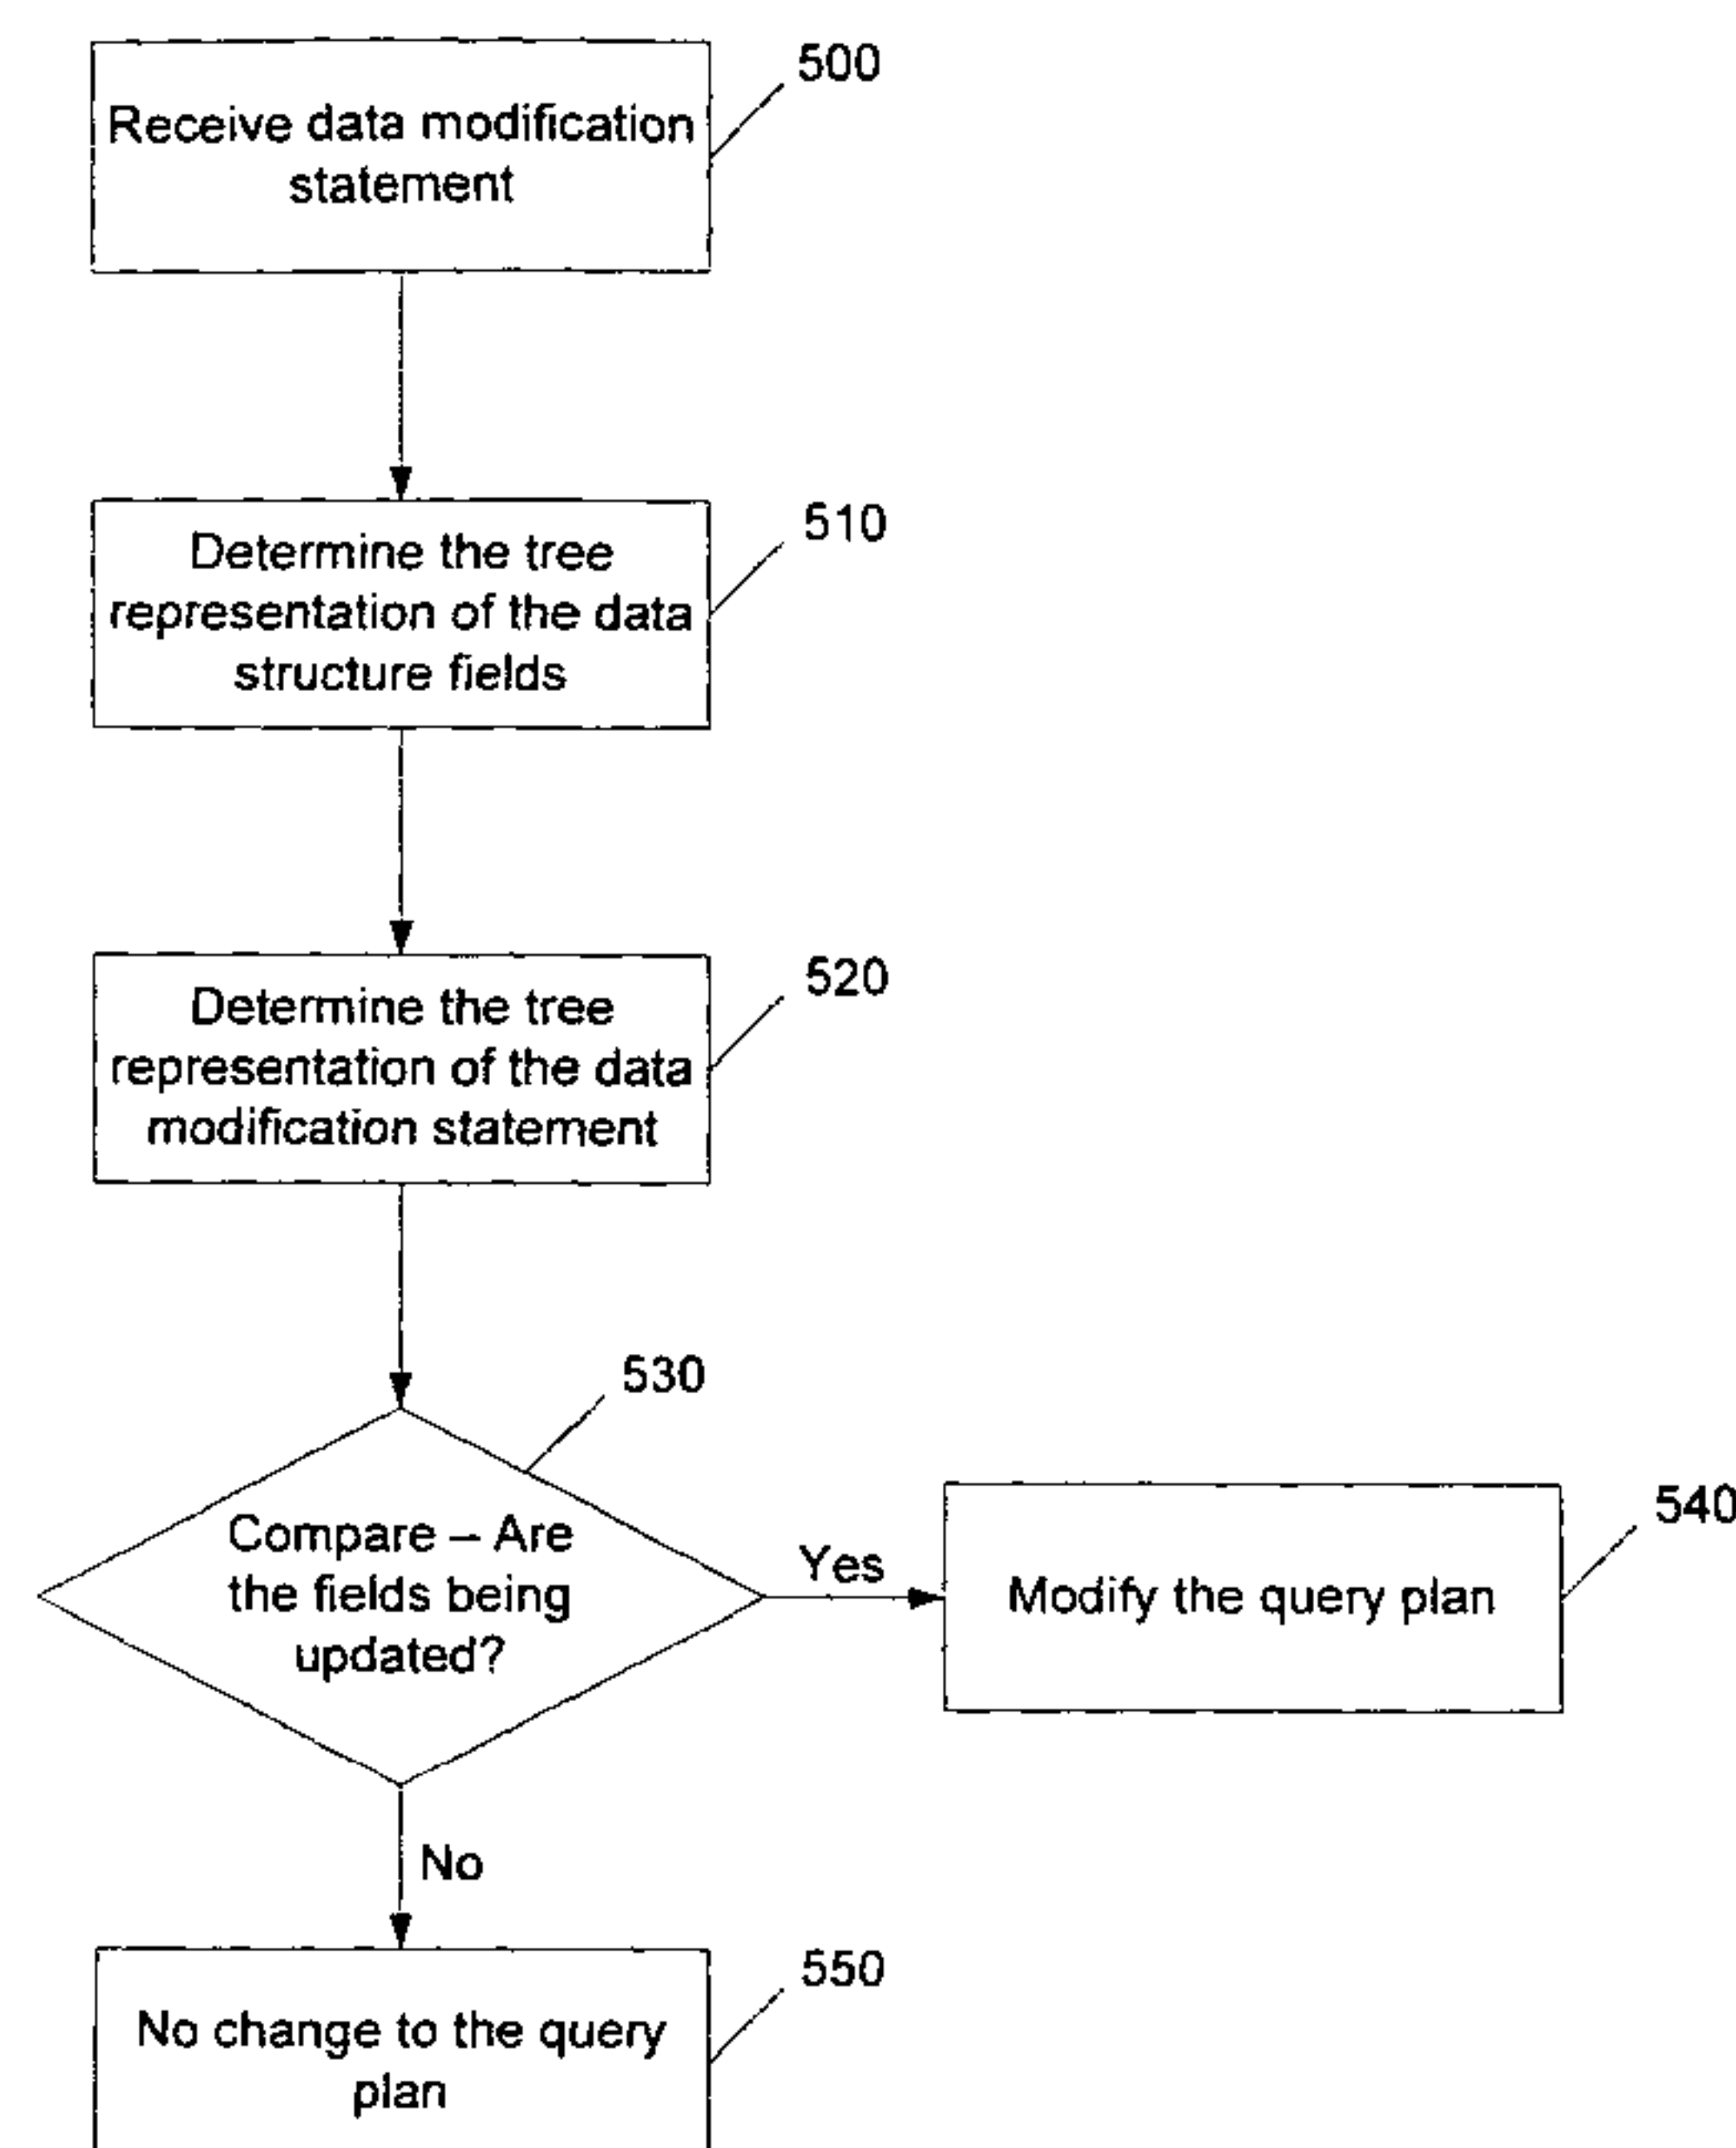 500
Receive data modification
statement
510
Determine the tree
representation of the data
structure fields
520
Determine the tree
representation of the data
modification statement
530
Compare – Are
the fields being
updated?
Yes
540
Modify the query plan
No
550
No change to the query
plan